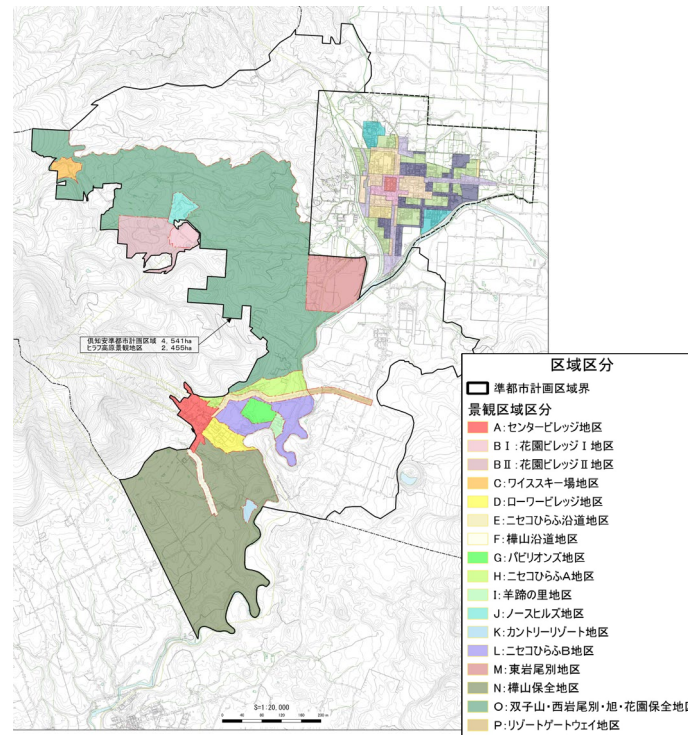 倶知安準都市計画区域 4,541ha
ヒラフ高原景観地区 2,455ha
区域区分
準都市計画区域界
景観区域区分
A:センタービレッジ地区
BⅠ:花園ビレッジⅠ地区
BⅡ:花園ビレッジⅡ地区
C:ワイススキー場地区
D:ローワービレッジ地区
E:ニセコひらふ沿道地区
F:樺山沿道地区
G:パビリオンズ地区
H:ニセコひらふA地区
I:羊蹄の里地区
J:ノースヒルズ地区
K:カントリーリゾート地区
L:ニセコひらふB地区
M:東岩尾別地区
N:樺山保全地区
O:双子山・西岩尾別・旭・花園保全地
P:リゾートゲートウェイ地区
S=1:20,000